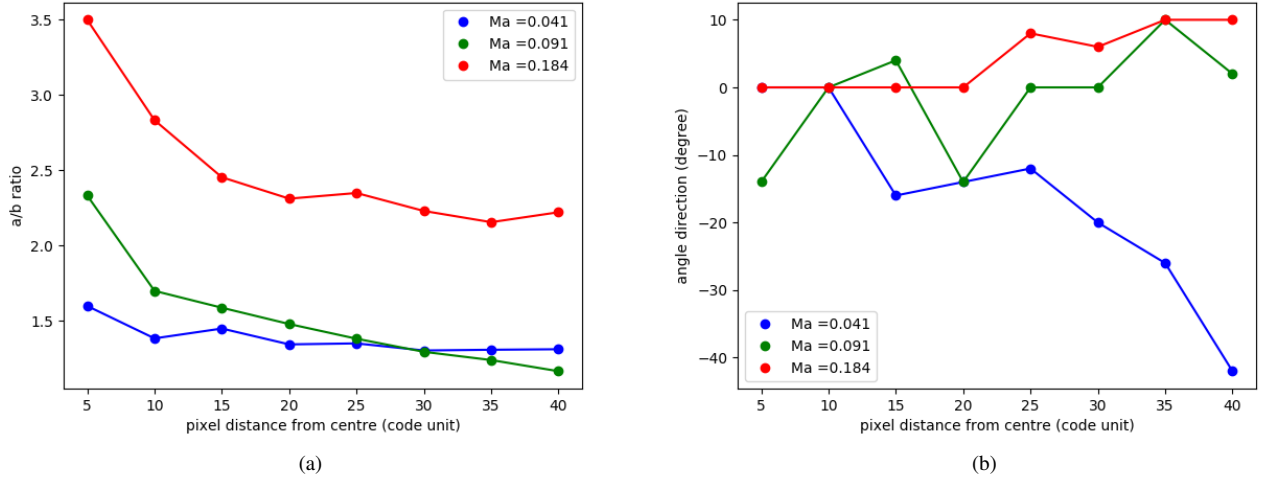 3.5
3.0
2.5
2.0
1.5
a/b ratio
Ma =0.041
Ma =0.091
Ma =0.184
5 10 15 20 25 30 35 40
pixel distance from centre (code unit)
(a)
10
0
−10
−20
−30
−40
angle direction (degree)
Ma =0.041
Ma =0.091
Ma =0.184
5 10 15 20 25 30 35 40
pixel distance from centre (code unit)
(b)